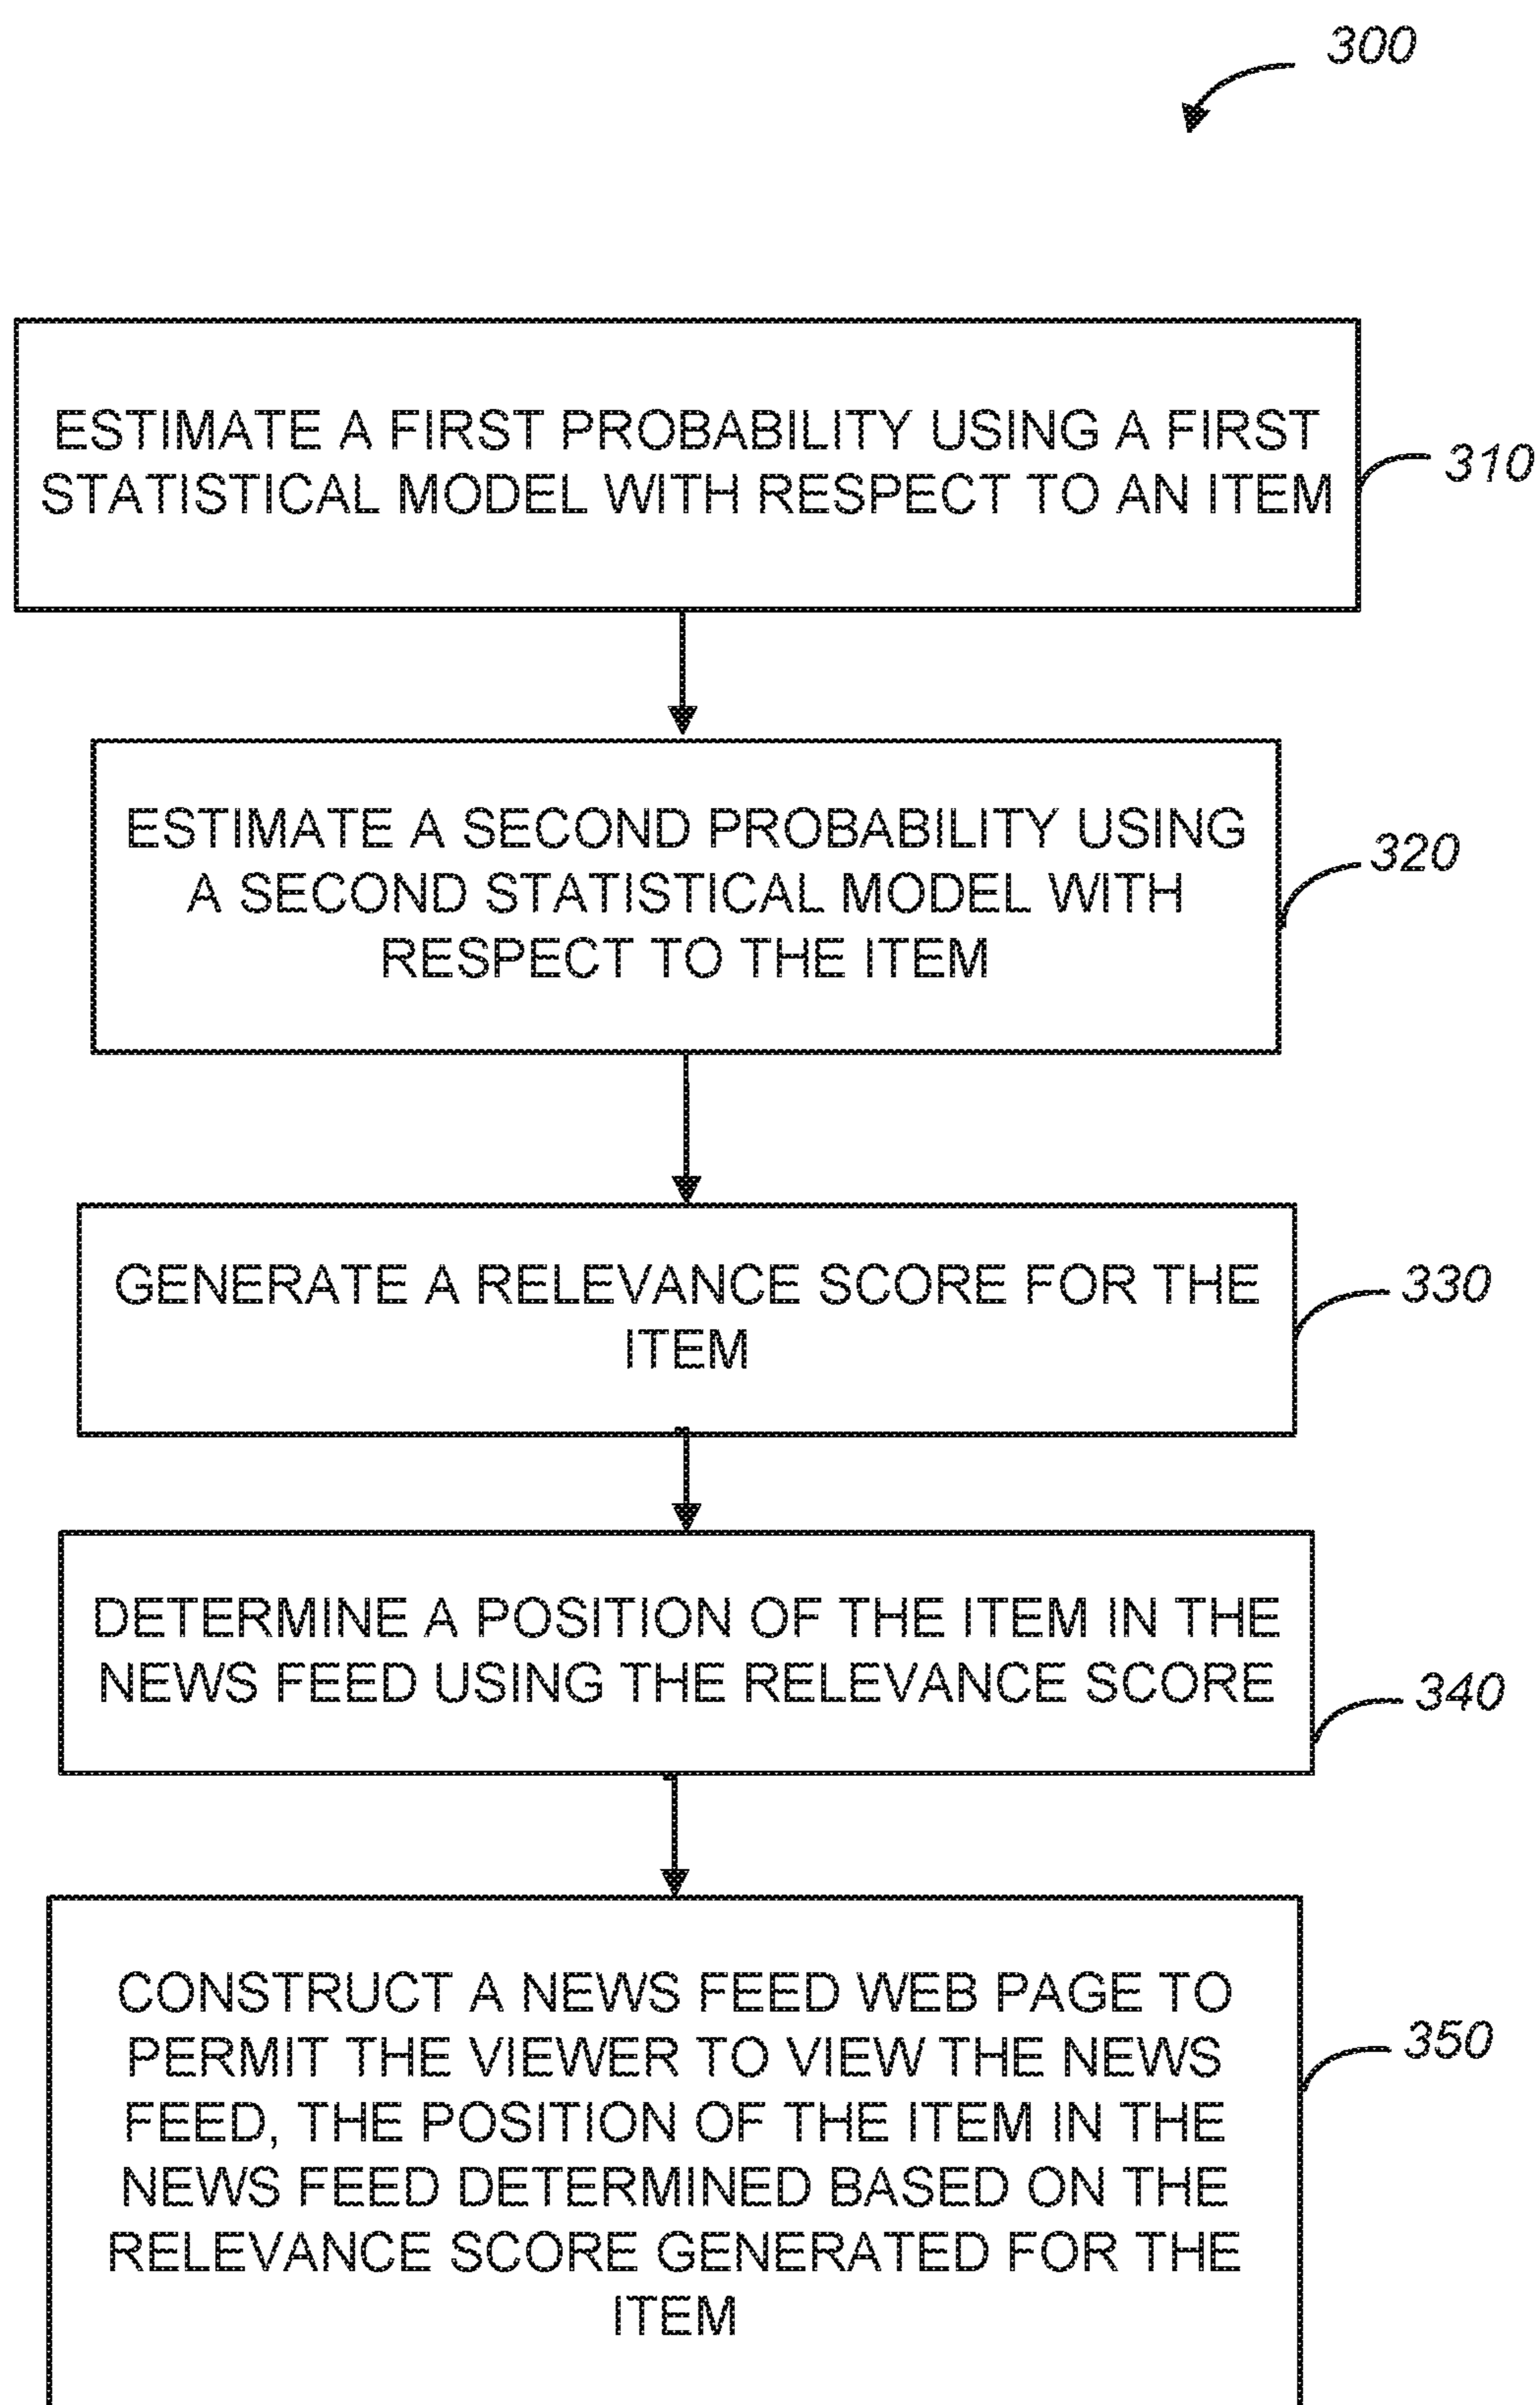 300
ESTIMATE A FIRST PROBABILITY USING A FIRST
STATISTICAL MODEL WITH RESPECT TO AN ITEM
310
ESTIMATE A SECOND PROBABILITY USING
A SECOND STATISTICAL MODEL WITH
RESPECT TO THE ITEM
320
GENERATE A RELEVANCE SCORE FOR THE
ITEM
330
DETERMINE A POSITION OF THE ITEM IN THE
NEWS FEED USING THE RELEVANCE SCORE
340
CONSTRUCT A NEWS FEED WEB PAGE TO
PERMIT THE VIEWER TO VIEW THE NEWS
FEED, THE POSITION OF THE ITEM IN THE
NEWS FEED DETERMINED BASED ON THE
RELEVANCE SCORE GENERATED FOR THE
ITEM
350